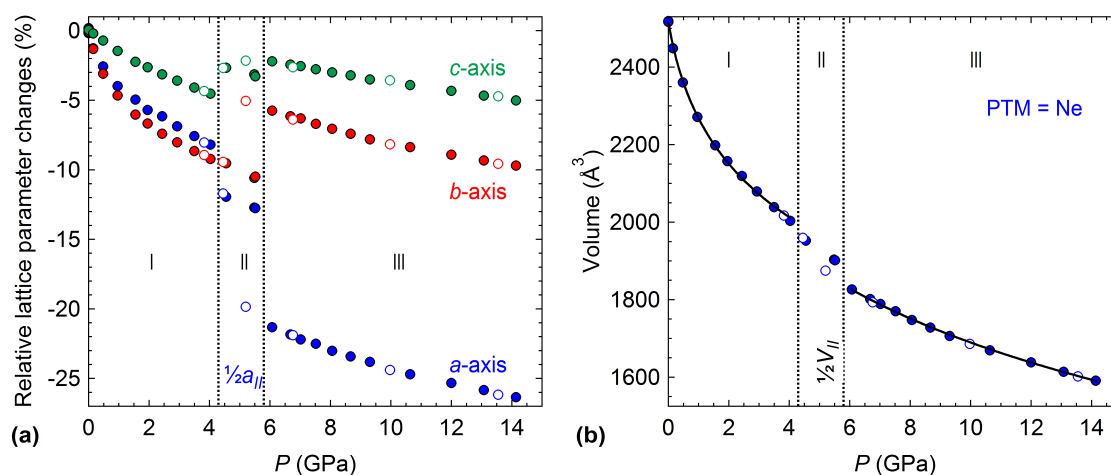 Relative lattice parameter changes (%)
0
-5
-10
-15
-20
-25
I
II
III
c-axis
b-axis
a-axis
½a_II
0 2 4 6 8 10 12 14
P (GPa)
(a)
Volume (Å³)
2400
2200
2000
1800
1600
I
II
III
PTM = Ne
½V_II
0 2 4 6 8 10 12 14
P (GPa)
(b)